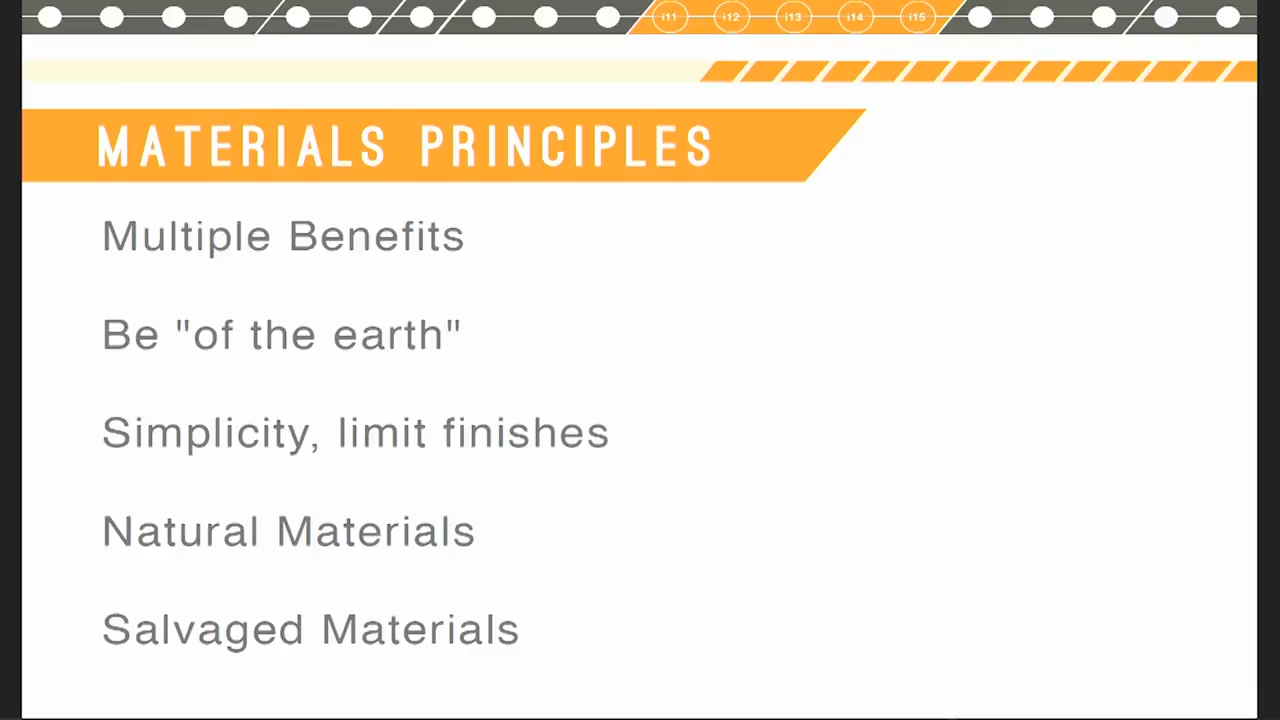 i11 i12 i13 i14 i15
MATERIALS PRINCIPLES
Multiple Benefits
Be "of the earth"
Simplicity, limit finishes
Natural Materials
Salvaged Materials